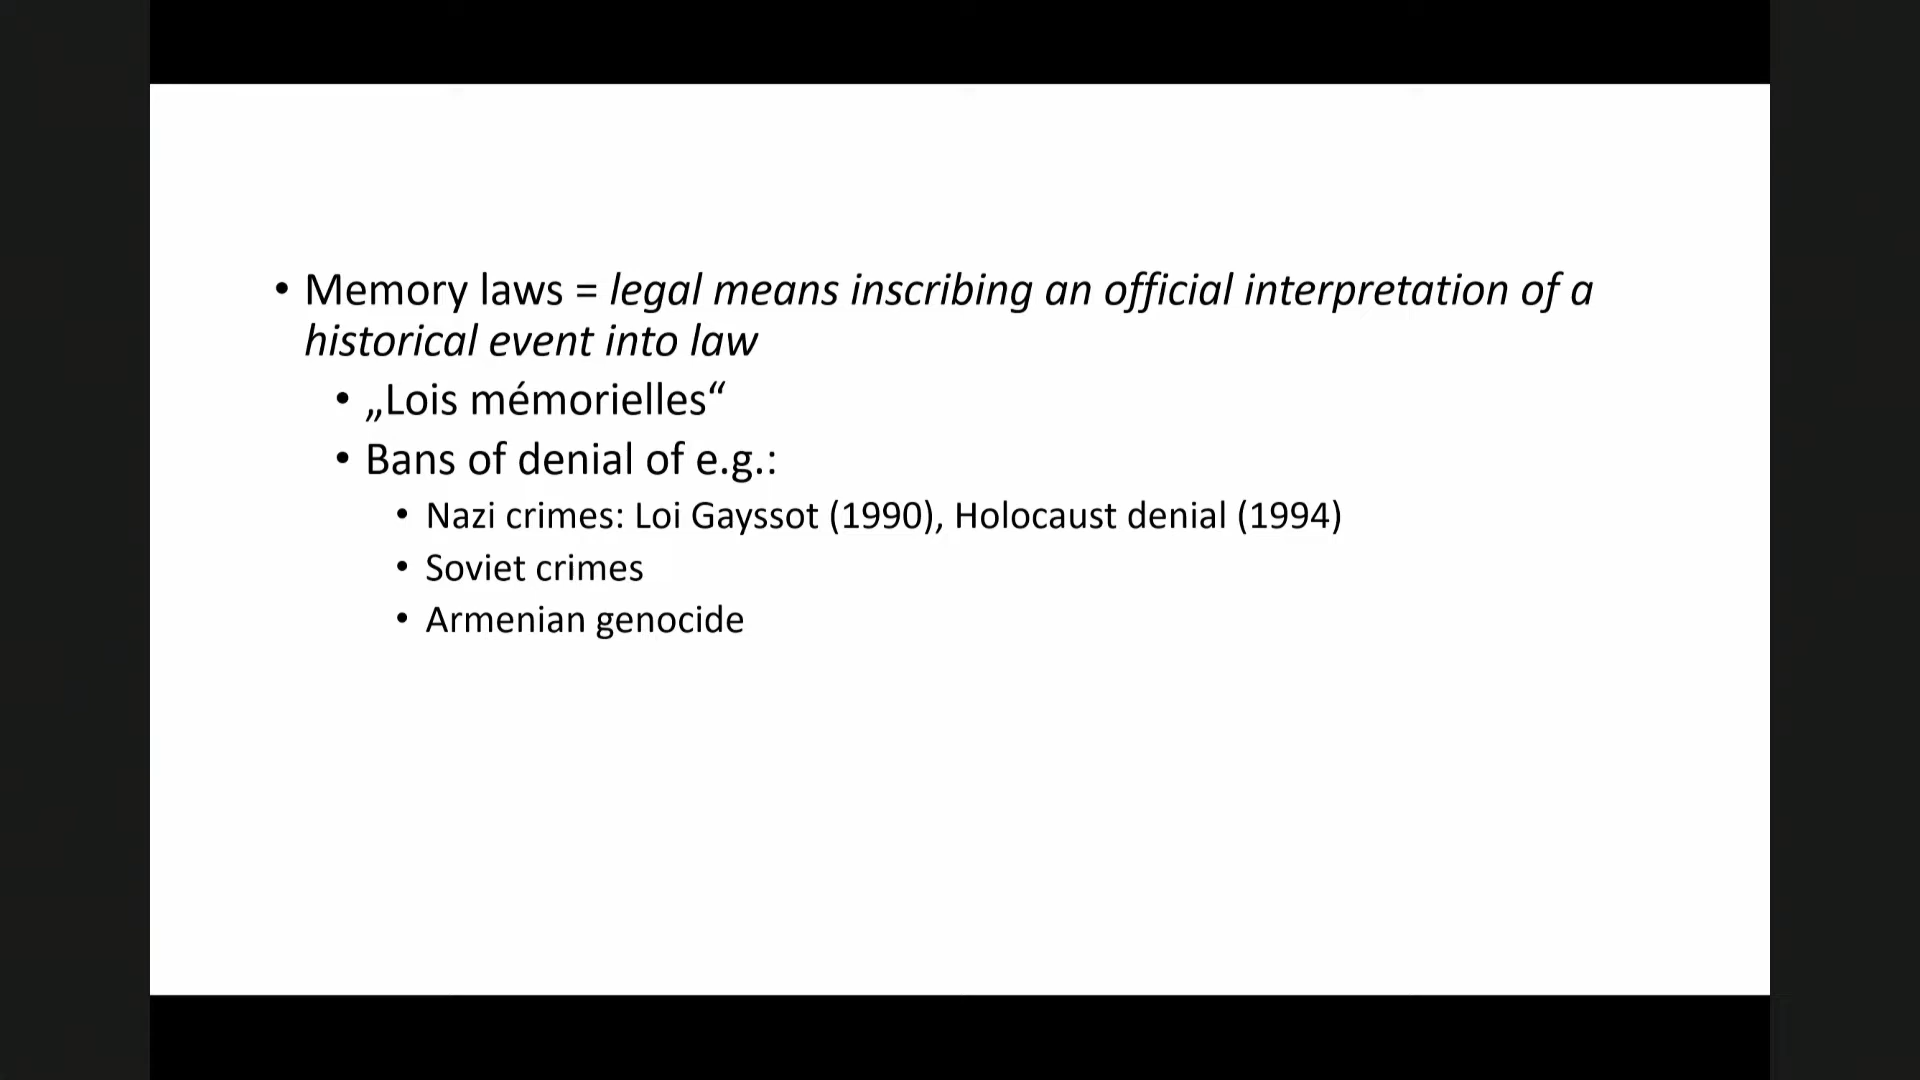 • Memory laws = legal means inscribing an official interpretation of a
historical event into law
• „Lois mémorielles“
• Bans of denial of e.g.:
• Nazi crimes: Loi Gayssot (1990), Holocaust denial (1994)
• Soviet crimes
• Armenian genocide